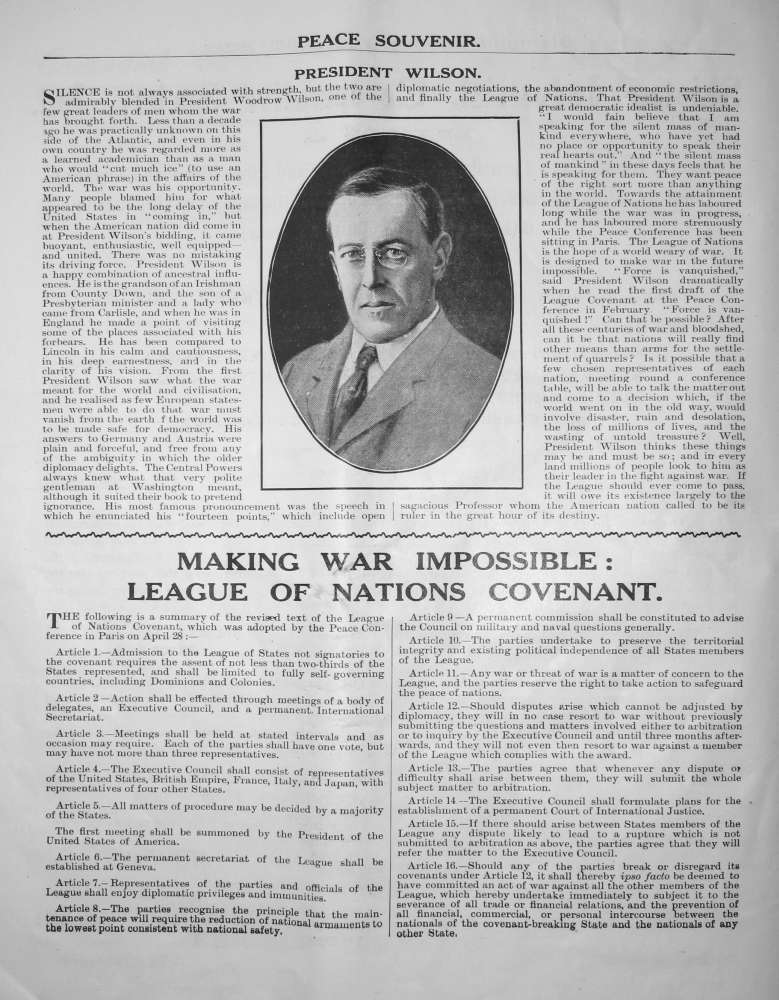 PEACE SOUVENIR.
PRESIDENT WILSON.
SILENCE is not always associated with strength, but the two are
admirably blended in President Woodrow Wilson, one of the
few great leaders of men whom the war
has brought forth. Less than a decade
ago he was practically unknown on this
side of the Atlantic, and even in his
own country he was regarded more as
a learned academician than as a man
who would "cut much ice" (to use an
American phrase) in the affairs of the
world. The war was his opportunity.
Many people blamed him for what
appeared to be the long delay of the
United States in "coming in," but
when the American nation did come in
at President Wilson's bidding, it came
buoyant, enthusiastic, well equipped—
and united. There was no mistaking
its driving force. President Wilson is
a happy combination of ancestral influ-
ences. He is the grandson of an Irishman
from County Down, and the son of a
Presbyterian minister and a lady who
came from Carlisle, and when he was in
England he made a point of visiting
some of the places associated with his
forbears. He has been compared to
Lincoln in his calm and cautiousness,
in his deep earnestness, and in the
clarity of his vision. From the first
President Wilson saw what the war
meant for the world and civilisation,
and he realised as few European states-
men were able to do that war must
vanish from the earth f the world was
to be made safe for democracy. His
answers to Germany and Austria were
plain and forceful, and free from any
of the ambiguity in which the older
diplomacy delights. The Central Powers
always knew what that very polite
gentleman at Washington meant,
although it suited their book to pretend
ignorance. His most famous pronouncement was the speech in
which he enunciated his "fourteen points," which include open
diplomatic negotiations, the abandonment of economic restrictions,
and finally the League of Nations. That President Wilson is a
great democratic idealist is undeniable.
"I would fain believe that I am
speaking for the silent mass of man-
kind everywhere, who have yet had
no place or opportunity to speak their
real hearts out." And "the silent mass
of mankind" in these days feels that he
is speaking for them. They want peace
of the right sort more than anything
in the world. Towards the attainment
of the League of Nations he has laboured
long while the war was in progress,
and he has laboured more strenuously
while the Peace Conference has been
sitting in Paris. The League of Nations
is the hope of a world weary of war. It
is designed to make war in the future
impossible. "Force is vanquished,"
said President Wilson dramatically
when he read the first draft of the
League Covenant at the Peace Con-
ference in February. "Force is van-
quished!" Can that be possible? After
all these centuries of war and bloodshed,
can it be that nations will really find
other means than arms for the settle-
ment of quarrels? Is it possible that a
few chosen representatives of each
nation, meeting round a conference
table, will be able to talk the matter out
and come to a decision which, if the
world went on in the old way, would
involve disaster, ruin and desolation,
the loss of millions of lives, and the
wasting of untold treasure? Well,
President Wilson thinks these things
may be and must be so; and in every
land millions of people look to him as
their leader in the fight against war. If
the League should ever come to pass,
it will owe its existence largely to the
sagacious Professor whom the American nation called to be its
ruler in the great hour of its destiny.
MAKING WAR IMPOSSIBLE:
LEAGUE OF NATIONS COVENANT.
THE following is a summary of the revised text of the League
of Nations Covenant, which was adopted by the Peace Con-
ference in Paris on April 28:—
Article 1.—Admission to the League of States not signatories to
the covenant requires the assent of not less than two-thirds of the
States represented, and shall be limited to fully self-governing
countries, including Dominions and Colonies.
Article 2—Action shall be effected through meetings of a body of
delegates, an Executive Council, and a permanent International
Secretariat.
Article 3.—Meetings shall be held at stated intervals and as
occasion may require. Each of the parties shall have one vote, but
may have not more than three representatives.
Article 4.—The Executive Council shall consist of representatives
of the United States, British Empire, France, Italy, and Japan, with
representatives of four other States.
Article 5.—All matters of procedure may be decided by a majority
of the States.
The first meeting shall be summoned by the President of the
United States of America.
Article 6.—The permanent secretariat of the League shall be
established at Geneva.
Article 7.—Representatives of the parties and officials of the
League shall enjoy diplomatic privileges and immunities.
Article 8.—The parties recognise the principle that the main-
tenance of peace will require the reduction of national armaments to
the lowest point consistent with national safety.
Article 9—A permanent commission shall be constituted to advise
the Council on military and naval questions generally.
Article 10.—The parties undertake to preserve the territorial
integrity and existing political independence of all States members
of the League.
Article 11.—Any war or threat of war is a matter of concern to the
League, and the parties reserve the right to take action to safeguard
the peace of nations.
Article 12.—Should disputes arise which cannot be adjusted by
diplomacy, they will in no case resort to war without previously
submitting the questions and matters involved either to arbitration
or to inquiry by the Executive Council and until three months after-
wards, and they will not even then resort to war against a member
of the League which complies with the award.
Article 13.—The parties agree that whenever any dispute or
difficulty shall arise between them, they will submit the whole
subject matter to arbitration.
Article 14—The Executive Council shall formulate plans for the
establishment of a permanent Court of International Justice.
Article 15.—If there should arise between States members of the
League any dispute likely to lead to a rupture which is not
submitted to arbitration as above, the parties agree that they will
refer the matter to the Executive Council.
Article 16.—Should any of the parties break or disregard its
covenants under Article 12, it shall thereby ipso facto be deemed to
have committed an act of war against all the other members of the
League, which hereby undertake immediately to subject it to the
severance of all trade or financial relations, and the prevention of
all financial, commercial, or personal intercourse between the
nationals of the covenant-breaking State and the nationals of any
other State.